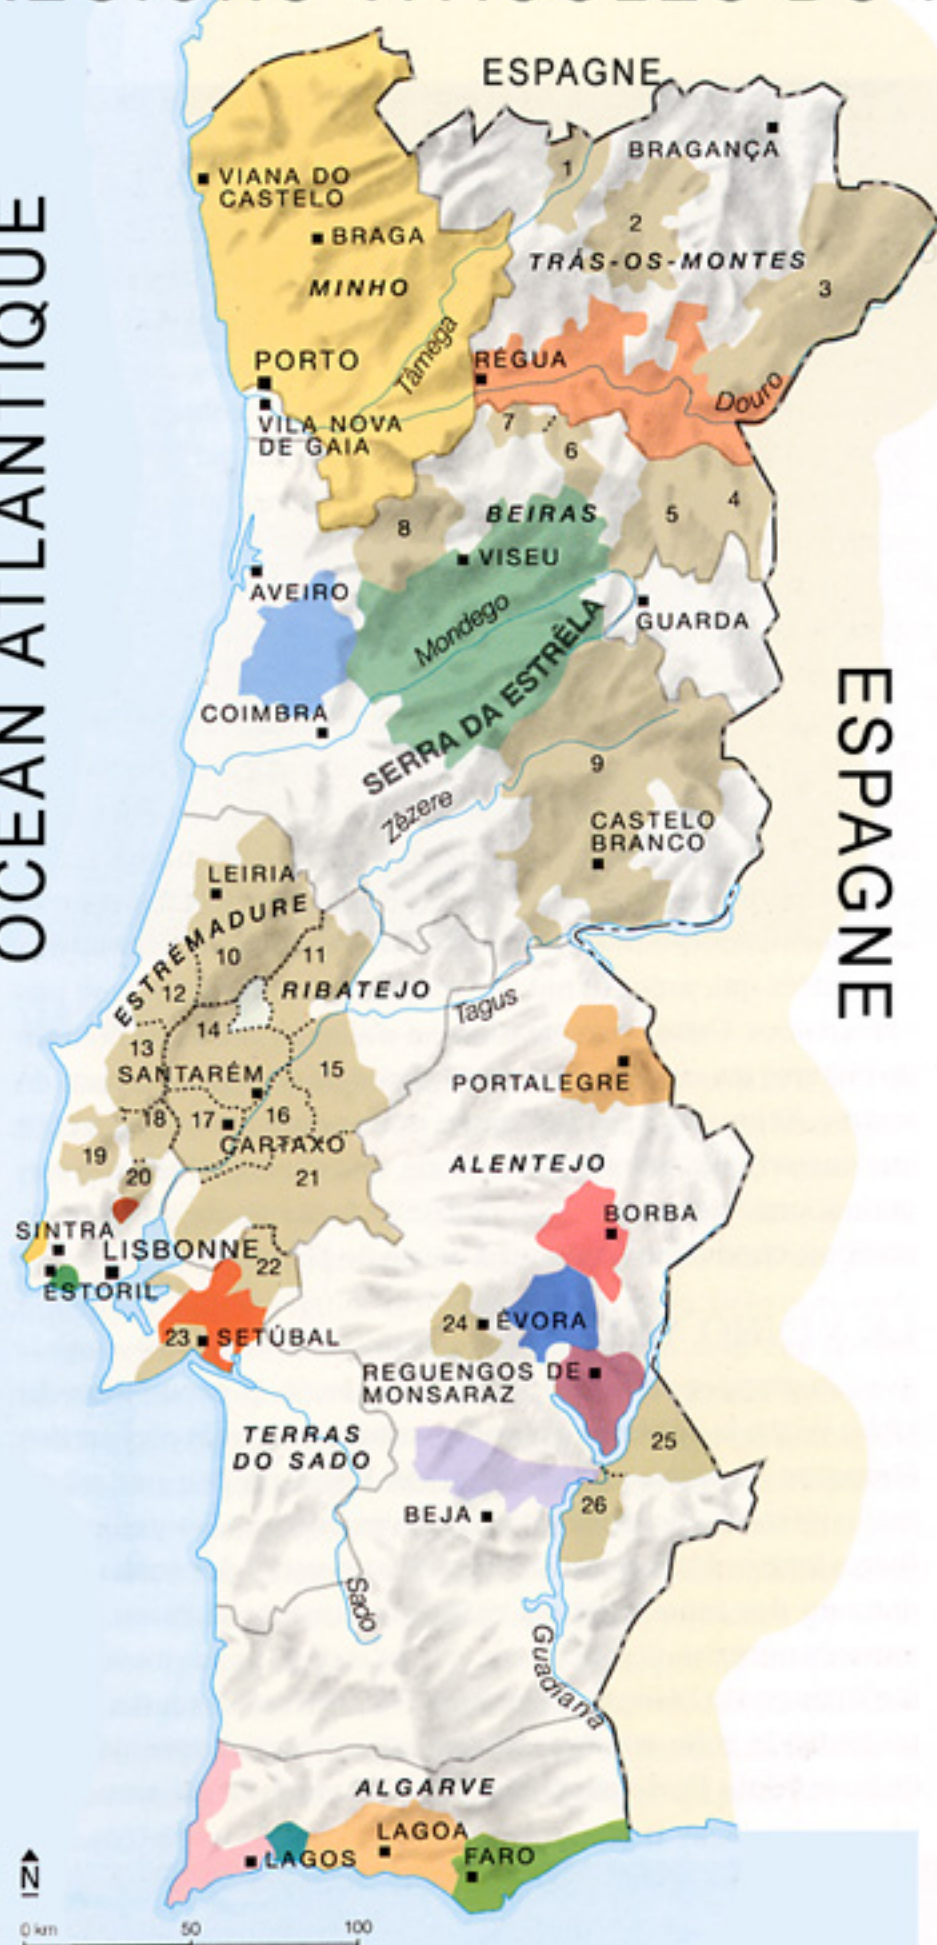 ESPAGNE
BRAGANÇA
1
VIANA DO
CASTELO
2
BRAGA
TRÁS-OS-MONTES
MINHO
3
OCEAN ATLANTIQUE
Tâmega
PORTO
RÉGUA
Douro
VILA NOVA
DE GAIA
7
6
4
5
8
BEIRAS
VISEU
AVEIRO
Mondego
GUARDA
SERRA DA ESTRÊLA
COIMBRA
ESPAGNE
9
Zêzere
CASTELO
BRANCO
LEIRIA
ESTRÉMADURE
10
11
12
RIBATEJO
Tagus
14
13
SANTARÉM
15
PORTALEGRE
18
17
16
CARTAXO
19
20
21
ALENTEJO
BORBA
SINTRA
LISBONNE
22
ESTORIL
24
ÉVORA
23
SETÚBAL
REGUENGOS DE
MONSARAZ
TERRAS
DO SADO
25
26
BEJA
Sado
Guadiana
ALGARVE
LAGOA
LAGOS
FARO
N
0 km
50
100